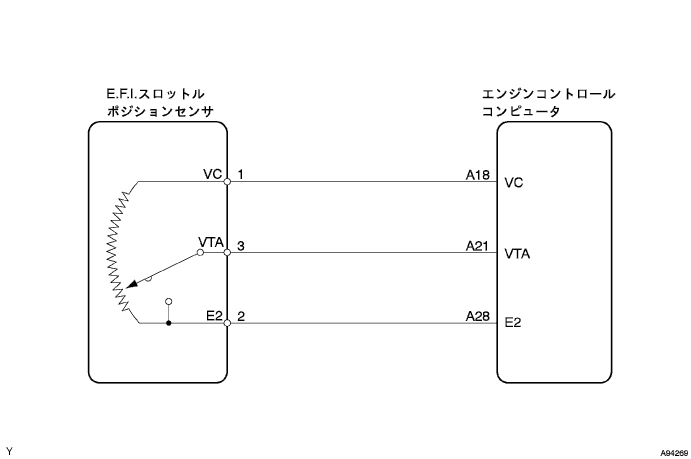 E.F.I.スロットル
ポジションセンサ
エンジンコントロール
コンピュータ
VC 1 A18 VC
VTA 3 A21 VTA
E2 2 A28 E2
Y
A94269